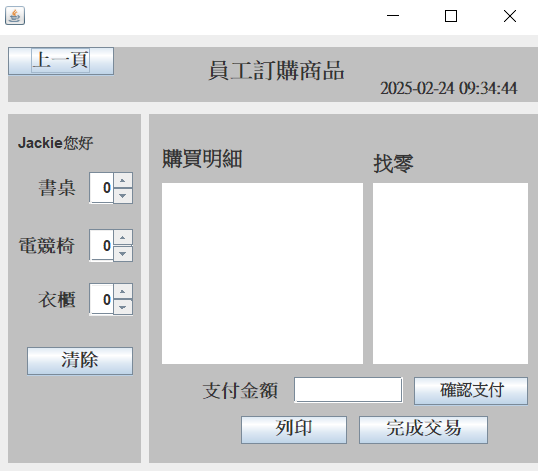 上一頁
員工訂購商品
2025-02-24 09:34:44
Jackie您好
書桌 0
電競椅 0
衣櫃 0
清除
購買明細
找零
支付金額
確認支付
列印
完成交易